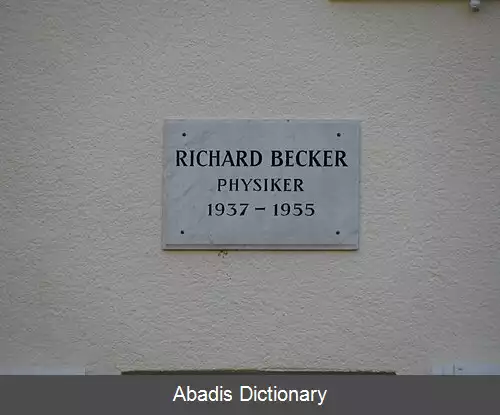 RICHARD BECKER
PHYSIKER
1937 – 1955
Abadis Dictionary